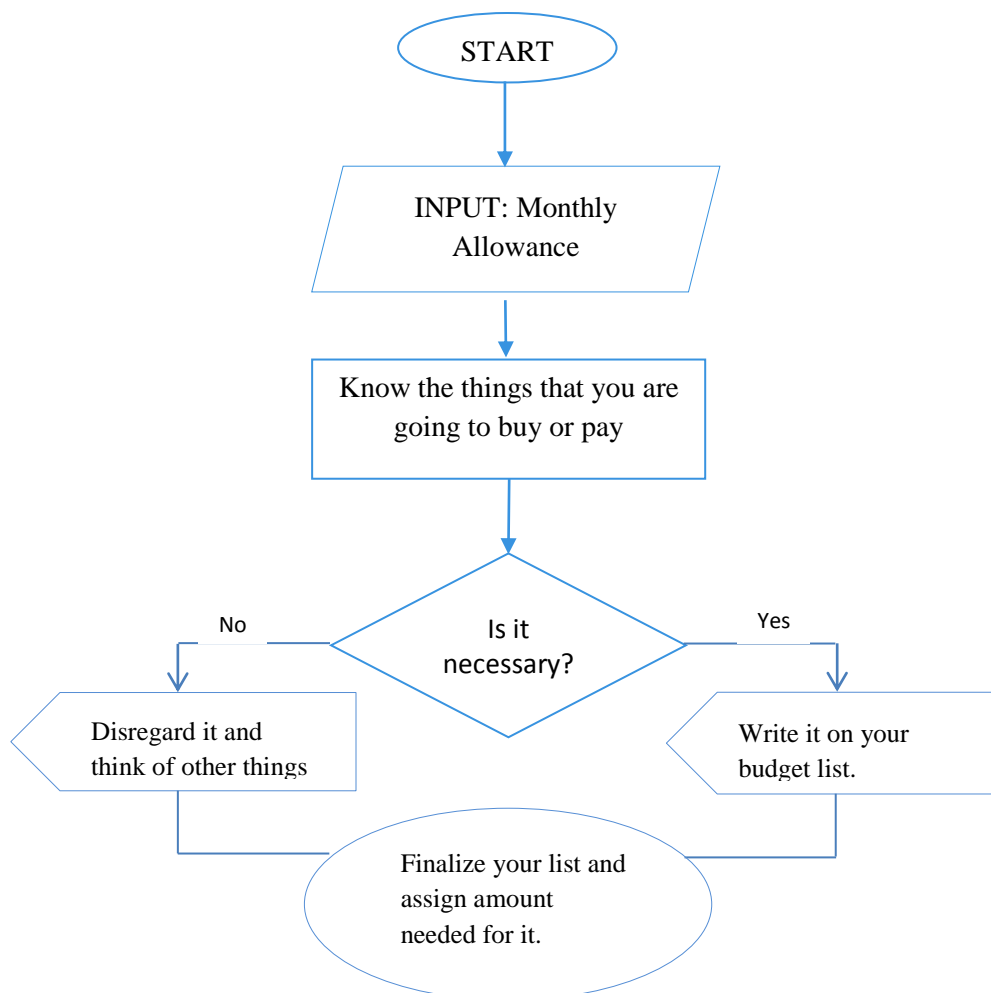 START
INPUT: Monthly
Allowance
Know the things that you are
going to buy or pay
Is it
necessary?
No
Yes
Disregard it and
think of other things
Write it on your
budget list.
Finalize your list and
assign amount
needed for it.